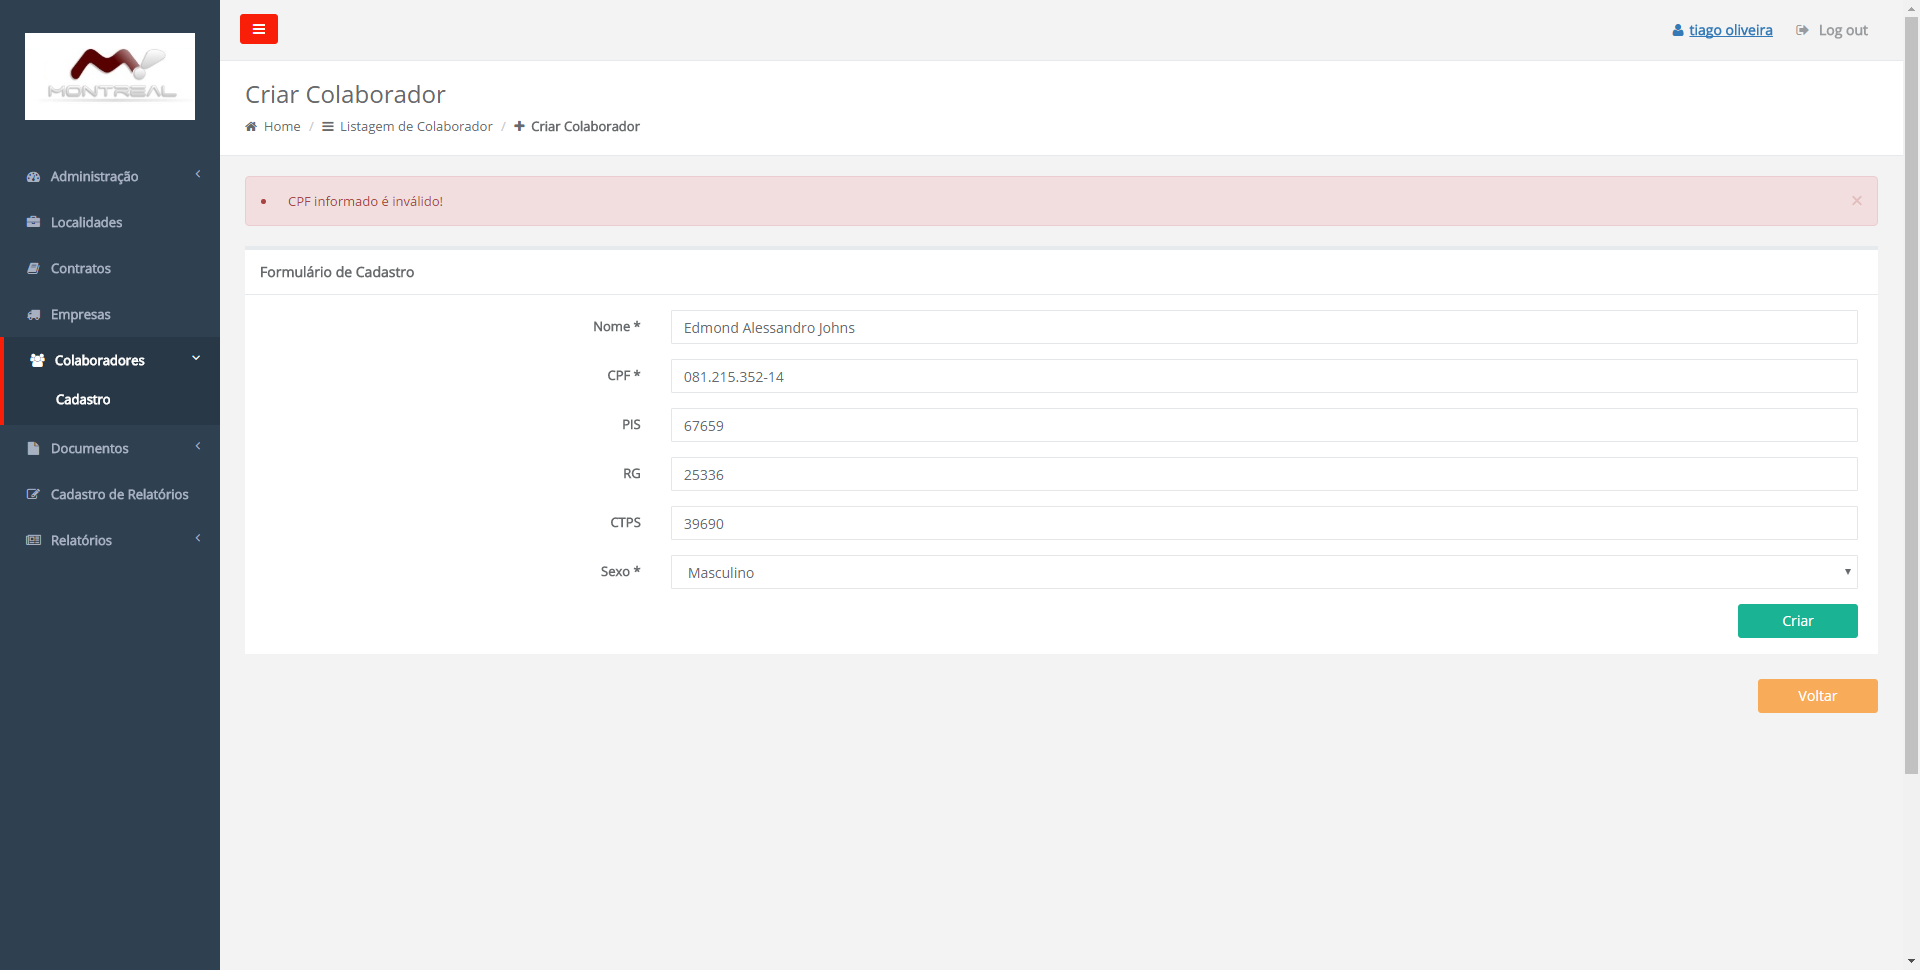 MONTREAL
tiago oliveira
Log out
Criar Colaborador
Home / Listagem de Colaborador / Criar Colaborador
Administração
Localidades
Contratos
Empresas
Colaboradores
Cadastro
Documentos
Cadastro de Relatórios
Relatórios
CPF informado é inválido!
×
Formulário de Cadastro
Nome * Edmond Alessandro Johns
CPF * 081.215.352-14
PIS 67659
RG 25336
CTPS 39690
Sexo * Masculino
Criar
Voltar